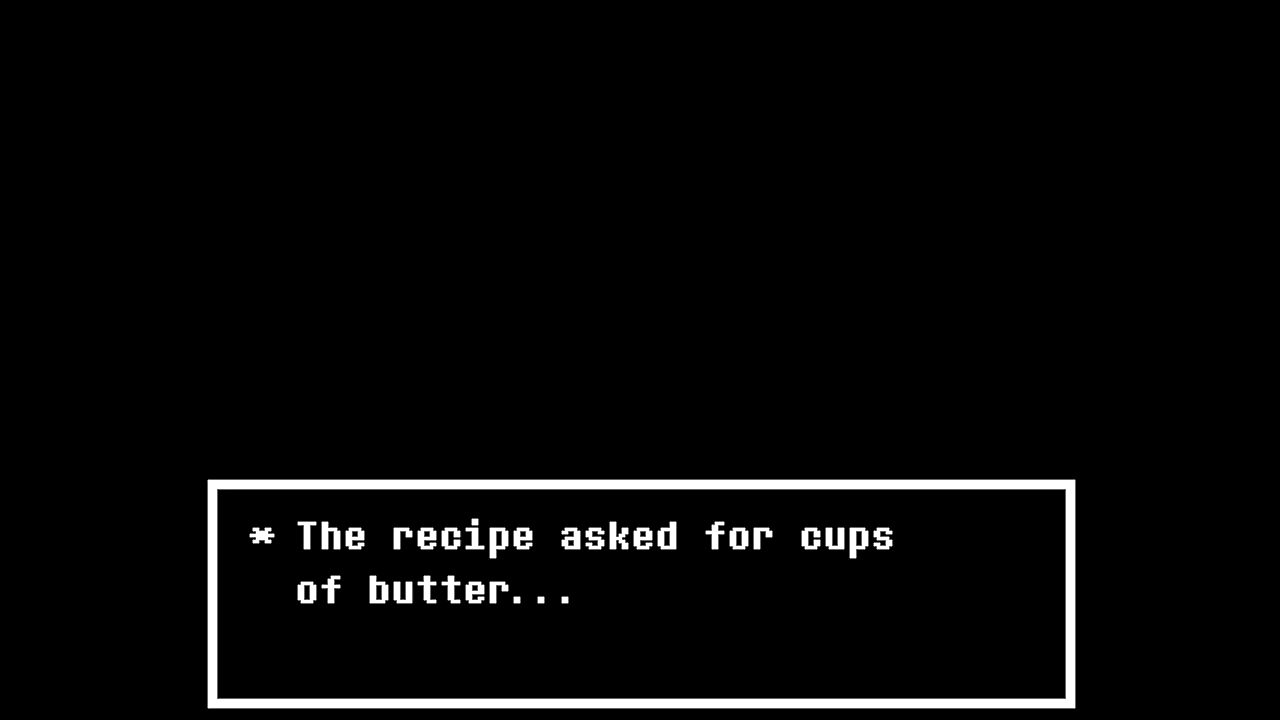 * The recipe asked for cups
of butter...